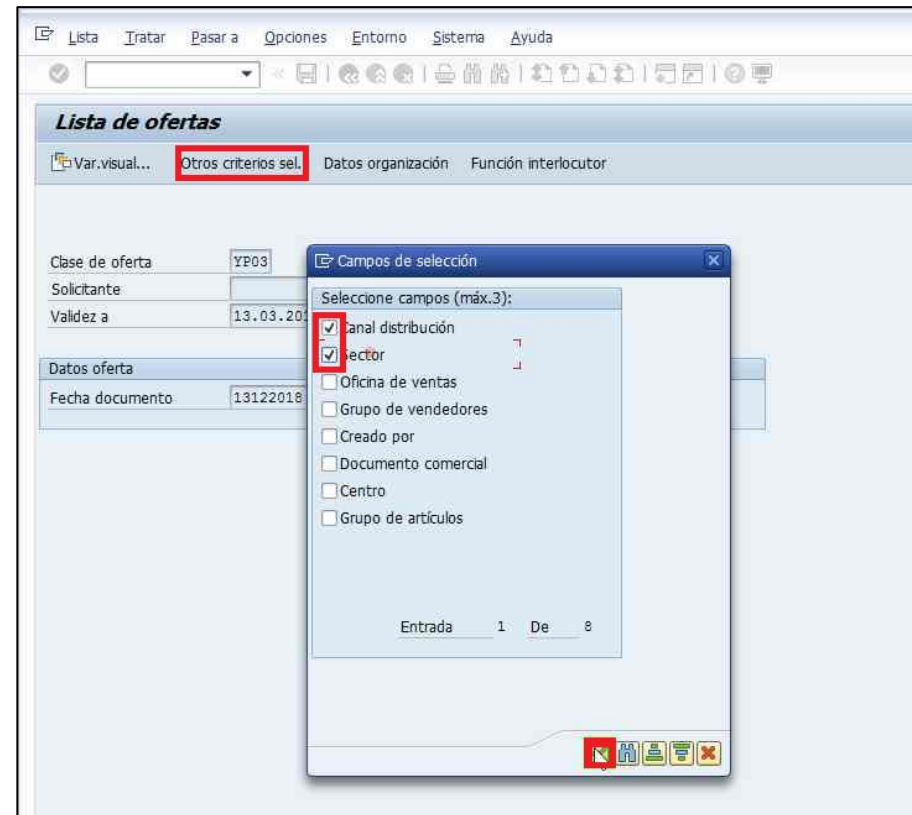 Lista Tratar Pasar a Opciones Entorno Sistema Ayuda
Lista de ofertas
Var.visual... Otros criterios sel. Datos organización Función interlocutor
Clase de oferta YP03
Solicitante
Validez a 13.03.20
Datos oferta
Fecha documento 13122018
Campos de selección
Seleccione campos (máx.3):
Canal distribución
Sector
Oficina de ventas
Grupo de vendedores
Creado por
Documento comercial
Centro
Grupo de artículos
Entrada 1 De 8